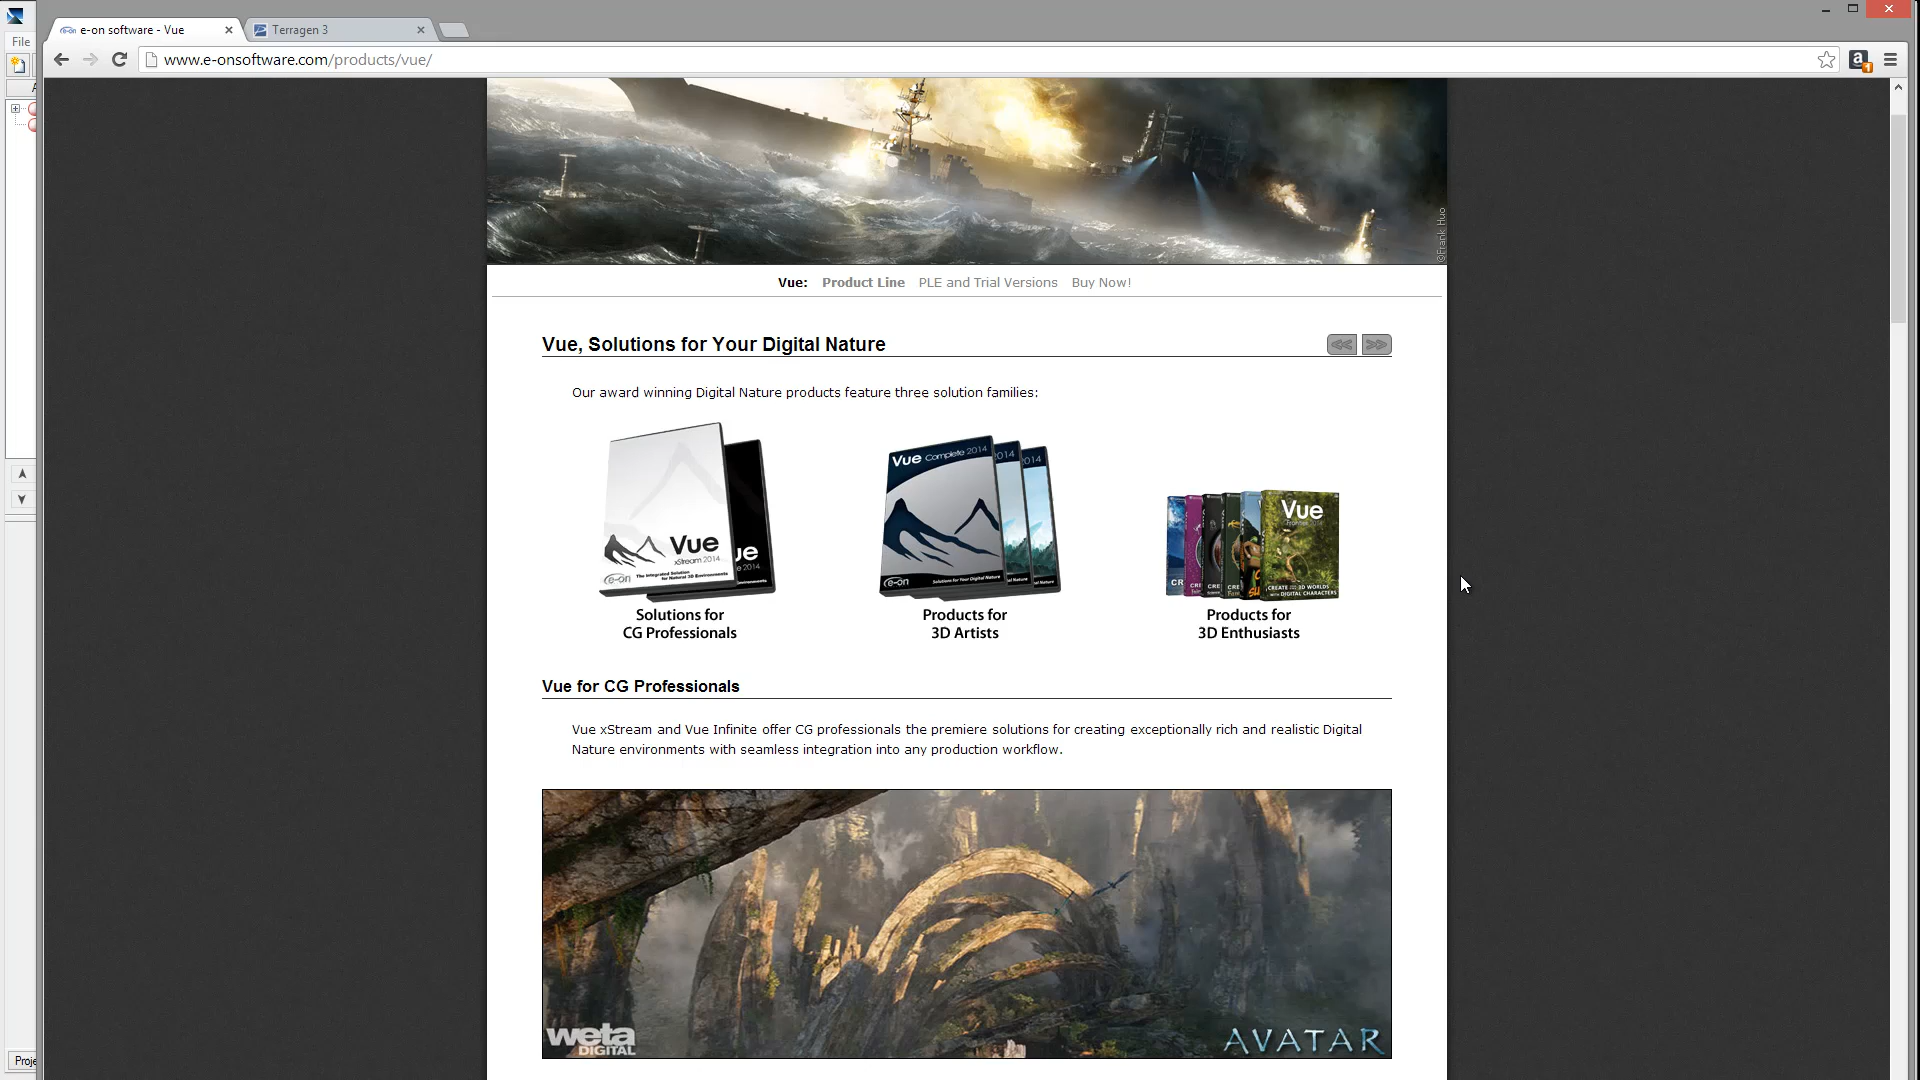 e-on software - Vue
Terragen 3
File
www.e-onsoftware.com/products/vue/
©Frank Huo
Vue: Product Line PLE and Trial Versions Buy Now!
Vue, Solutions for Your Digital Nature
Our award winning Digital Nature products feature three solution families:
Vue
xStream 2014
e-on
The Integrated Solution
for Natural 3D Environments
Vue Complete 2014
2014
2014
e-on
Solutions for Your Digital Nature
Vue
CREATE 3D WORLDS
WITH DIGITAL CHARACTERS
Solutions for
CG Professionals
Products for
3D Artists
Products for
3D Enthusiasts
Vue for CG Professionals
Vue xStream and Vue Infinite offer CG professionals the premiere solutions for creating exceptionally rich and realistic Digital
Nature environments with seamless integration into any production workflow.
weta
DIGITAL
AVATAR
Proje